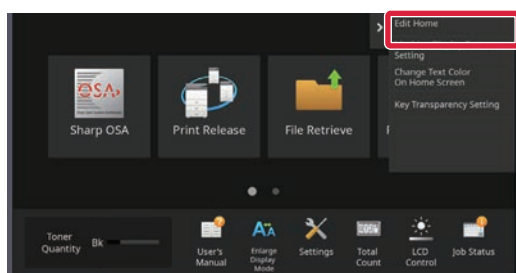 Edit Home
Setting
Change Text Color
On Home Screen
Key Transparency Setting
OSA
Sharp OSA
Print Release
File Retrieve
Toner
Quantity
Bk
User's
Manual
Enlarge
Display
Mode
Settings
Total
Count
LCD
Control
Job Status